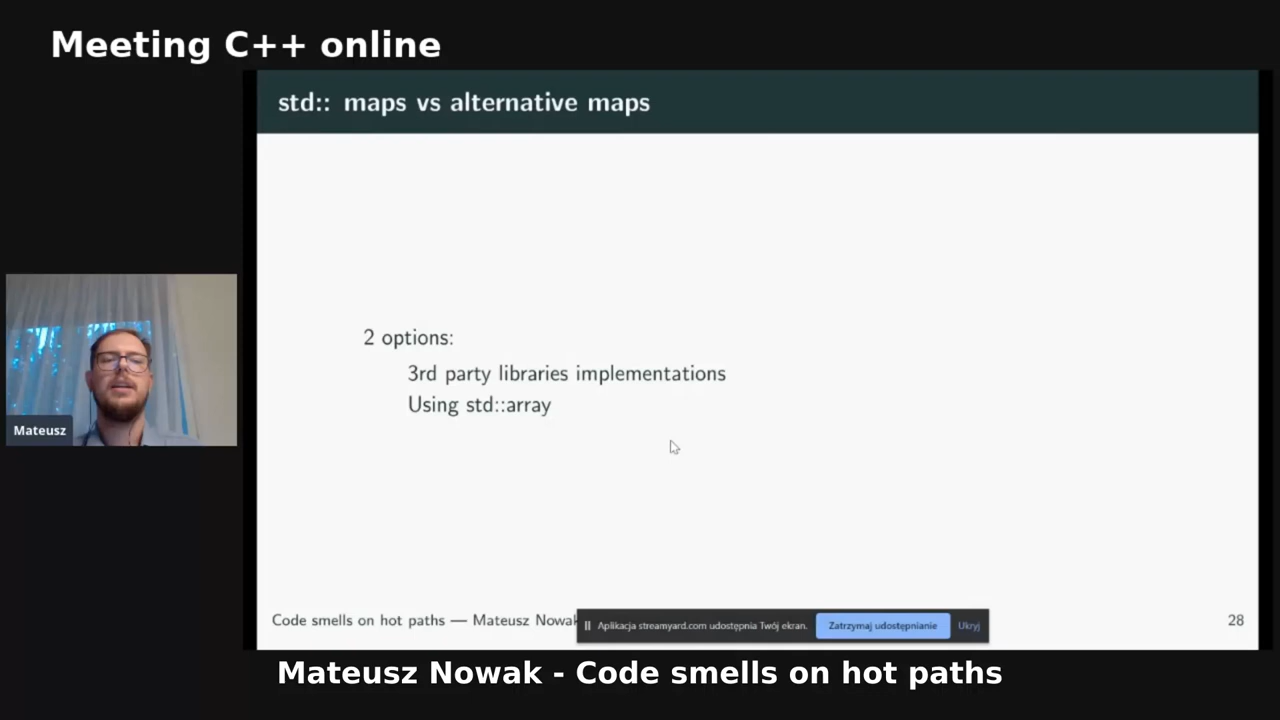 Meeting C++ online
std:: maps vs alternative maps
2 options:
3rd party libraries implementations
Using std::array
Mateusz
Code smells on hot paths — Mateusz Nowak
Aplikacja streamyard.com udostępnia Twój ekran.
Zatrzymaj udostępnianie
Ukryj
28
Mateusz Nowak - Code smells on hot paths